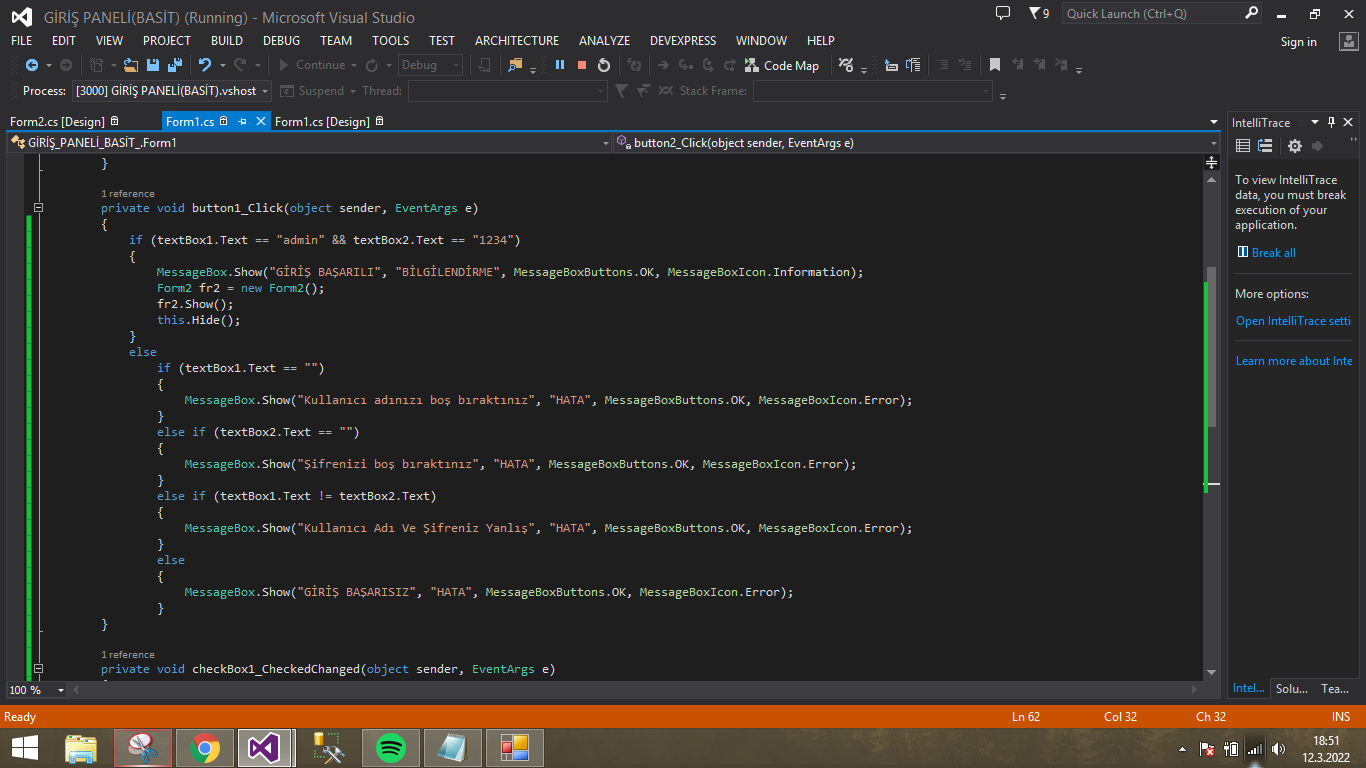 GİRİŞ PANELİ(BASİT) (Running) - Microsoft Visual Studio
9
Quick Launch (Ctrl+Q)
FILE EDIT VIEW PROJECT BUILD DEBUG TEAM TOOLS TEST ARCHITECTURE ANALYZE DEVEXPRESS WINDOW HELP
Sign in
Continue Debug Code Map
Process: [3000] GİRİŞ PANELİ(BASİT).vshost Suspend Thread: Stack Frame:
Form2.cs [Design] Form1.cs Form1.cs [Design]
GİRİŞ_PANELİ_BASİT_.Form1 button2_Click(object sender, EventArgs e)
}
1 reference
private void button1_Click(object sender, EventArgs e)
{
if (textBox1.Text == "admin" && textBox2.Text == "1234")
{
MessageBox.Show("GİRİŞ BAŞARILI", "BİLGİLENDİRME", MessageBoxButtons.OK, MessageBoxIcon.Information);
Form2 fr2 = new Form2();
fr2.Show();
this.Hide();
}
else
if (textBox1.Text == "")
{
MessageBox.Show("Kullanıcı adınızı boş bıraktınız", "HATA", MessageBoxButtons.OK, MessageBoxIcon.Error);
}
else if (textBox2.Text == "")
{
MessageBox.Show("Şifrenizi boş bıraktınız", "HATA", MessageBoxButtons.OK, MessageBoxIcon.Error);
}
else if (textBox1.Text != textBox2.Text)
{
MessageBox.Show("Kullanıcı Adı Ve Şifreniz Yanlış", "HATA", MessageBoxButtons.OK, MessageBoxIcon.Error);
}
else
{
MessageBox.Show("GİRİŞ BAŞARISIZ", "HATA", MessageBoxButtons.OK, MessageBoxIcon.Error);
}
}
1 reference
private void checkBox1_CheckedChanged(object sender, EventArgs e)
100 %
IntelliTrace
To view IntelliTrace
data, you must break
execution of your
application.
Break all
More options:
Open IntelliTrace setti
Learn more about Inte
Intel... Solu... Tea...
Ready Ln 62 Col 32 Ch 32 INS
18:51
12.3.2022